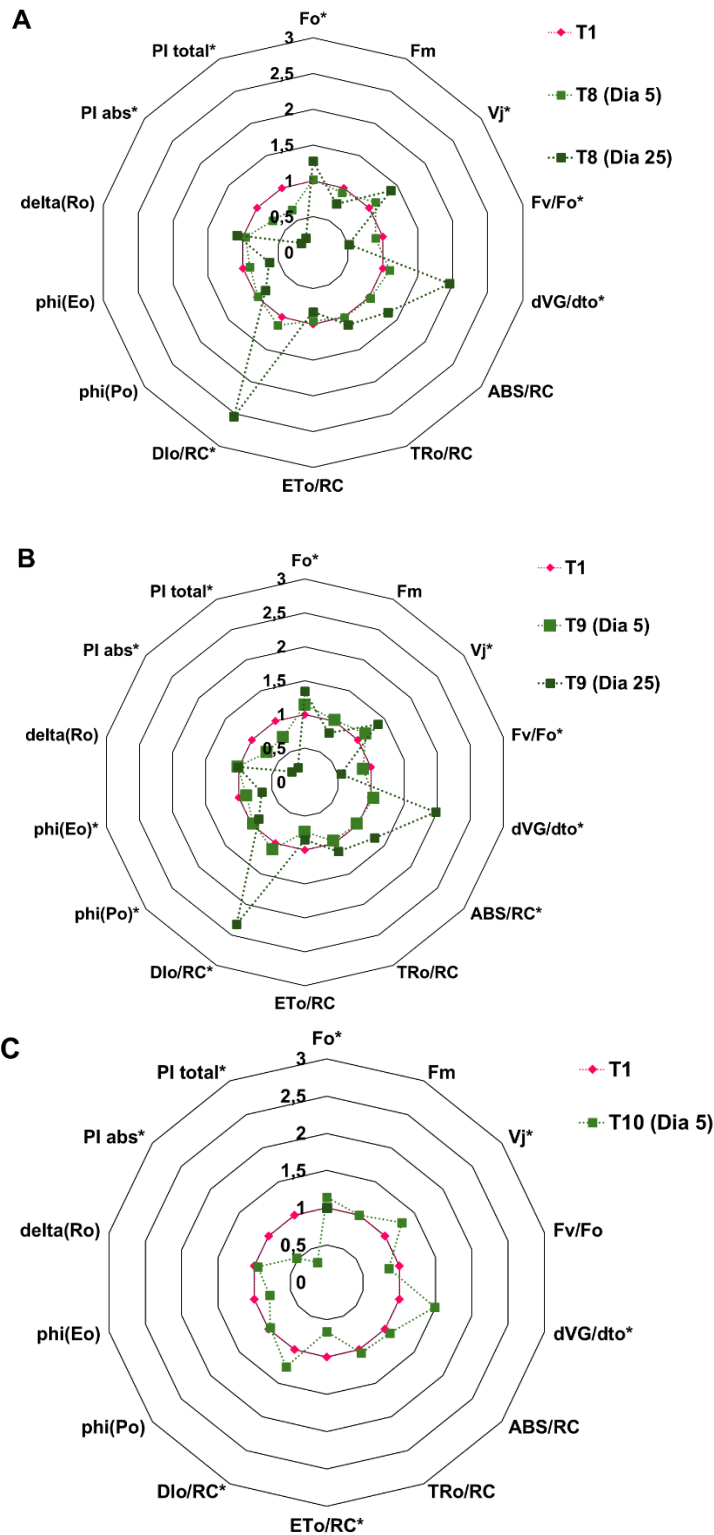 A
Fo*
Fm
Vj*
Fv/Fo*
dVG/dto*
ABS/RC
TRo/RC
ETo/RC
DIo/RC*
phi(Po)
phi(Eo)
delta(Ro)
PI abs*
PI total*
3
2,5
2
1,5
1
0,5
0
T1
T8 (Dia 5)
T8 (Dia 25)
B
Fo*
Fm
Vj*
Fv/Fo*
dVG/dto*
ABS/RC*
TRo/RC
ETo/RC
DIo/RC*
phi(Po)*
phi(Eo)*
delta(Ro)
PI abs*
PI total*
3
2,5
2
1,5
1
0,5
0
T1
T9 (Dia 5)
T9 (Dia 25)
C
Fo*
Fm
Vj*
Fv/Fo
dVG/dto*
ABS/RC
TRo/RC
ETo/RC*
DIo/RC*
phi(Po)
phi(Eo)
delta(Ro)
PI abs*
PI total*
3
2,5
2
1,5
1
0,5
0
T1
T10 (Dia 5)